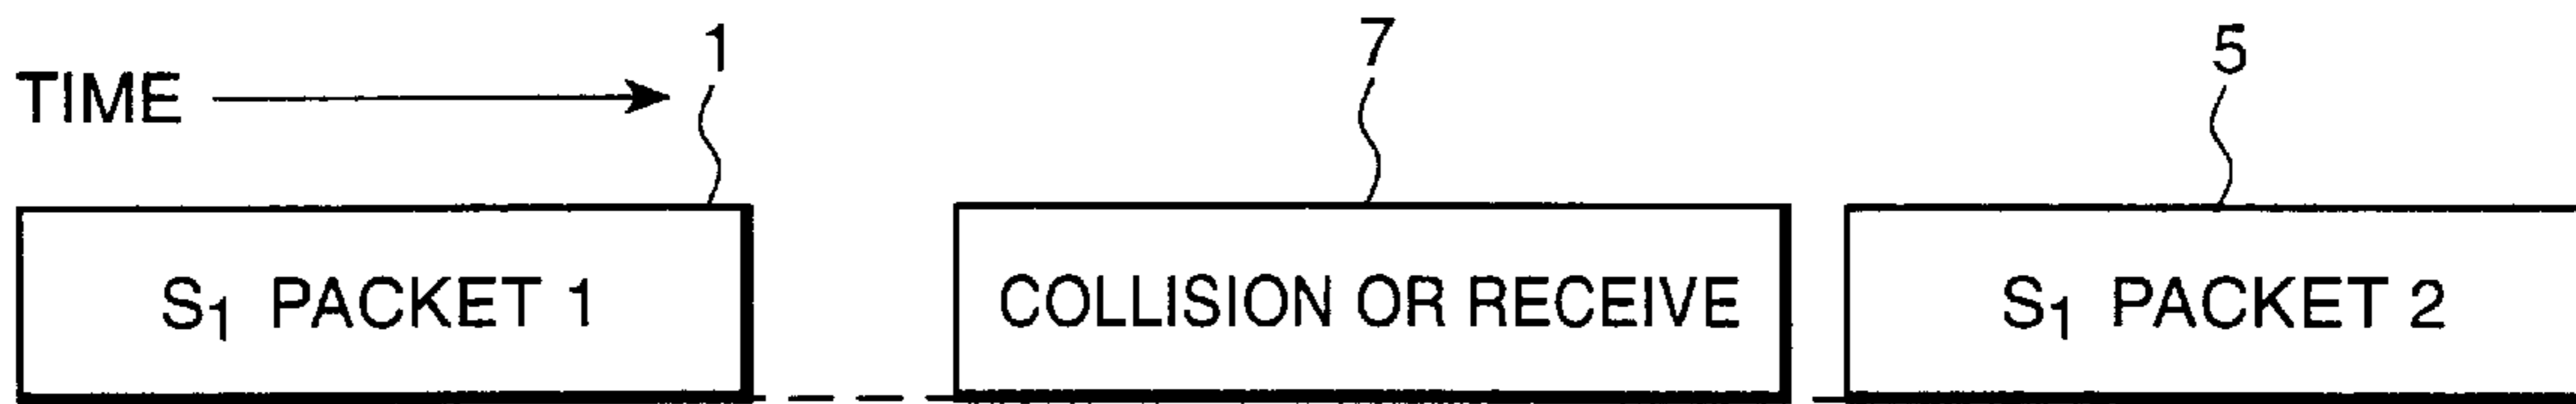 1
7
5
TIME
S₁ PACKET 1
COLLISION OR RECEIVE
S₁ PACKET 2